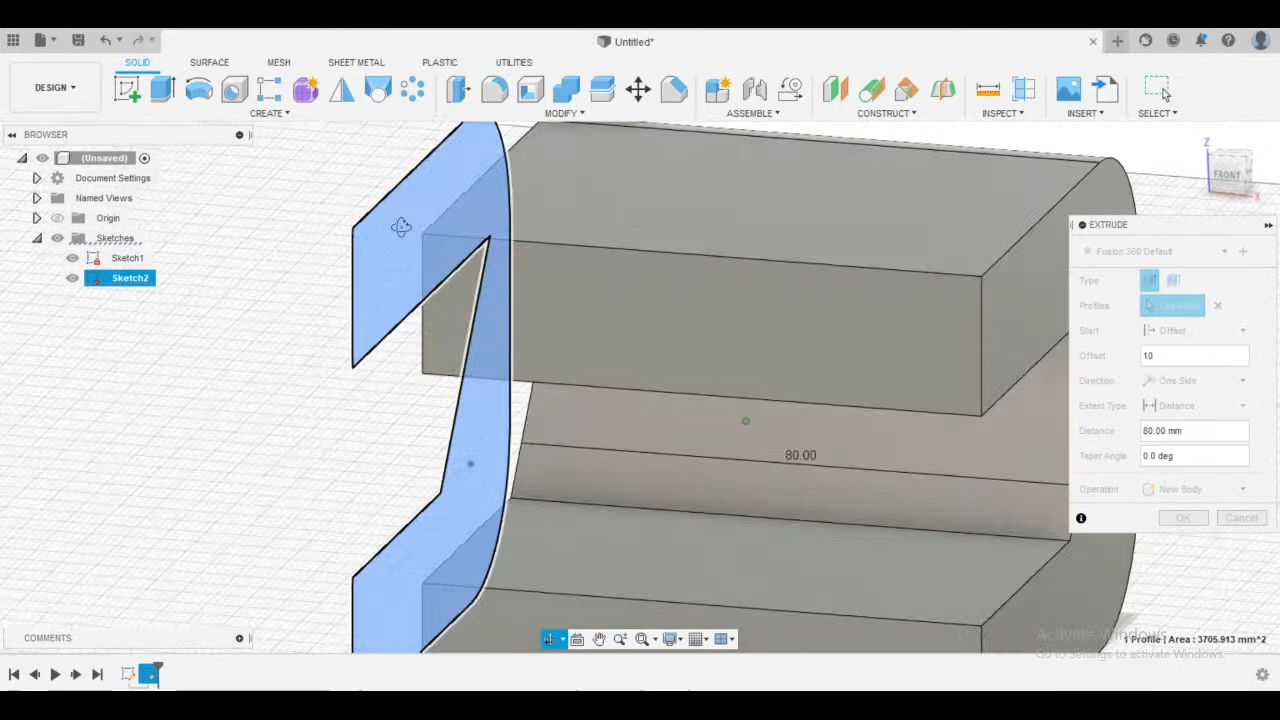 Untitled*
SOLID SURFACE MESH SHEET METAL PLASTIC UTILITIES
DESIGN
CREATE MODIFY ASSEMBLE CONSTRUCT INSPECT INSERT SELECT
BROWSER
(Unsaved)
Document Settings
Named Views
Origin
Sketches
Sketch1
Sketch2
Z
FRONT
X
EXTRUDE
Fusion 360 Default
Type
Profiles
Start Offset
Offset 10
Direction One Side
Extent Type Distance
Distance 80.00 mm
Taper Angle 0.0 deg
Operation New Body
OK Cancel
80.00
COMMENTS
Activate Windows
1 Profile | Area : 3705.913 mm^2
Go to Settings to activate Windows.